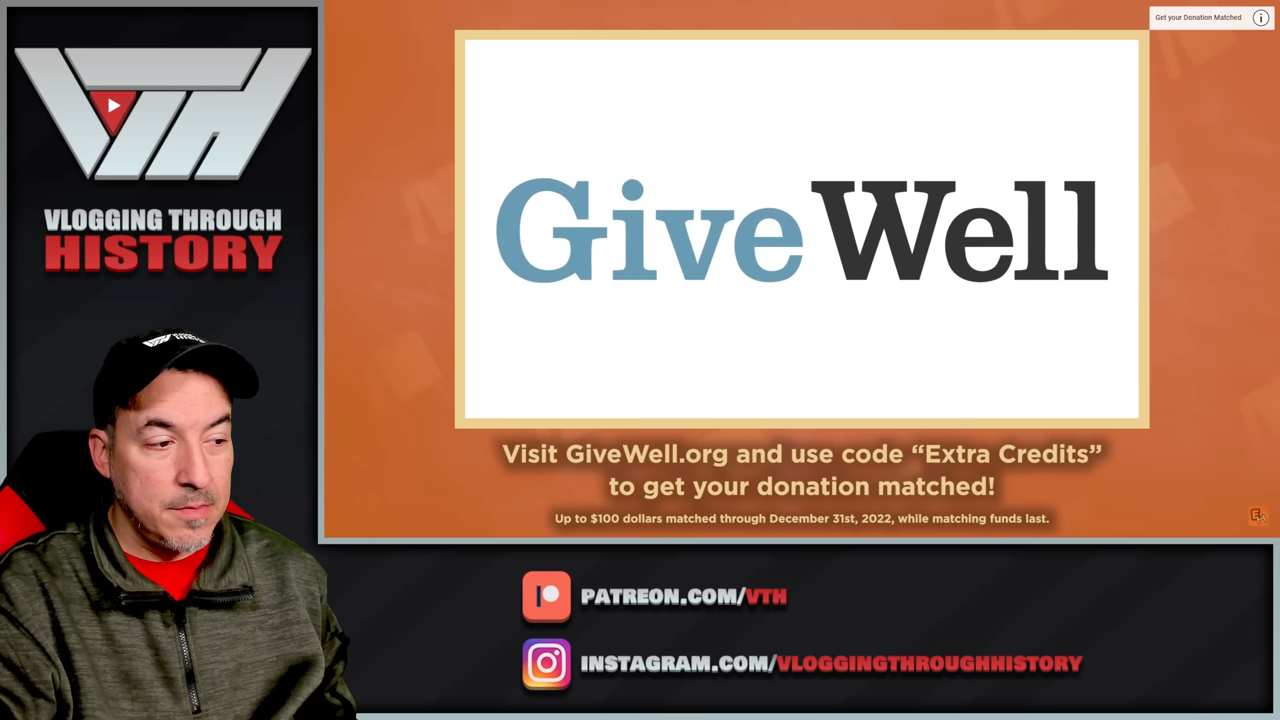 Get your Donation Matched
VTH
VLOGGING THROUGH
HISTORY
GiveWell
Visit GiveWell.org and use code “Extra Credits”
to get your donation matched!
Up to $100 dollars matched through December 31st, 2022, while matching funds last.
PATREON.COM/VTH
INSTAGRAM.COM/VLOGGINGTHROUGHHISTORY